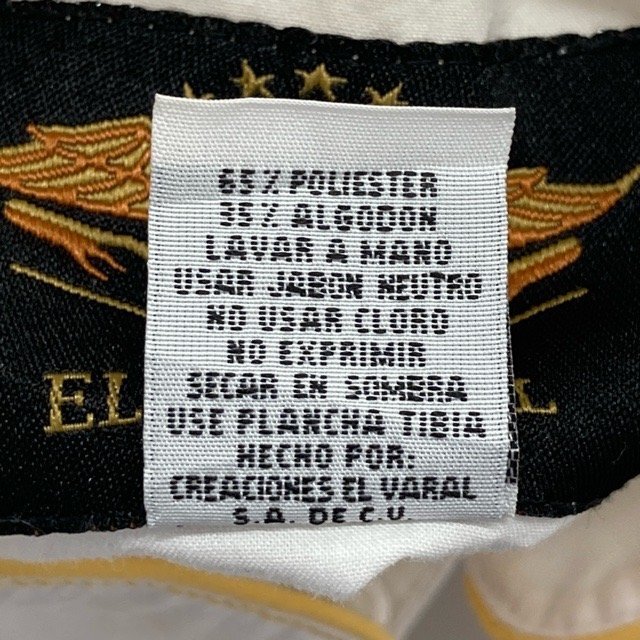 65% POLIESTER
35% ALGODON
LAVAR A MANO
USAR JABON NEUTRO
NO USAR CLORO
NO EXPRIMIR
SECAR EN SOMBRA
USE PLANCHA TIBIA
HECHO POR:
CREACIONES EL VARAL
S.A. DE C.V.
EL